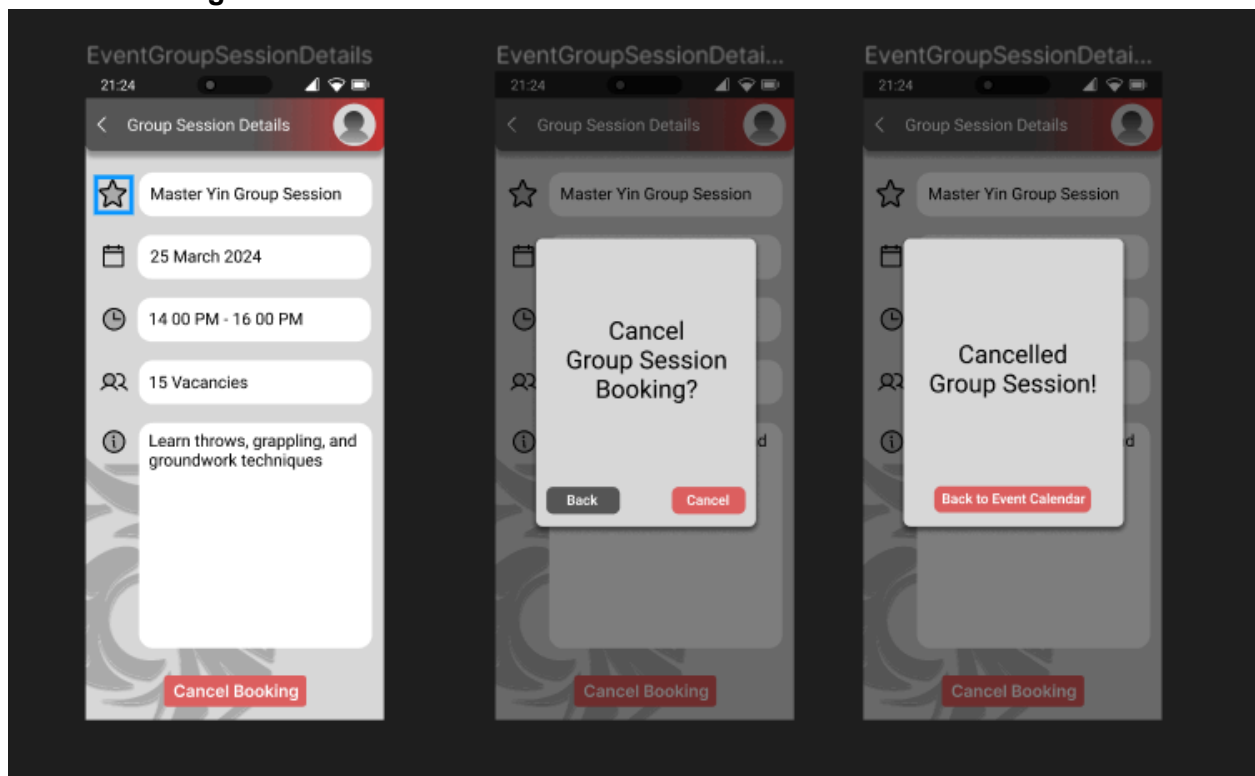 EventGroupSessionDetails
21:24
Group Session Details
Master Yin Group Session
25 March 2024
14 00 PM - 16 00 PM
15 Vacancies
Learn throws, grappling, and
groundwork techniques
Cancel Booking
EventGroupSessionDetai...
21:24
Group Session Details
Master Yin Group Session
Cancel
Group Session
Booking?
d
Back
Cancel
Cancel Booking
EventGroupSessionDetai...
21:24
Group Session Details
Master Yin Group Session
Cancelled
Group Session!
d
Back to Event Calendar
Cancel Booking